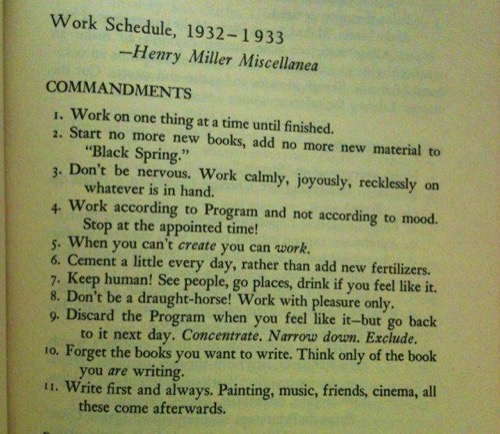 Work Schedule, 1932–1933
—Henry Miller Miscellanea
COMMANDMENTS
1. Work on one thing at a time until finished.
2. Start no more new books, add no more new material to
"Black Spring."
3. Don't be nervous. Work calmly, joyously, recklessly on
whatever is in hand.
4. Work according to Program and not according to mood.
Stop at the appointed time!
5. When you can't create you can work.
6. Cement a little every day, rather than add new fertilizers.
7. Keep human! See people, go places, drink if you feel like it.
8. Don't be a draught-horse! Work with pleasure only.
9. Discard the Program when you feel like it—but go back
to it next day. Concentrate. Narrow down. Exclude.
10. Forget the books you want to write. Think only of the book
you are writing.
11. Write first and always. Painting, music, friends, cinema, all
these come afterwards.